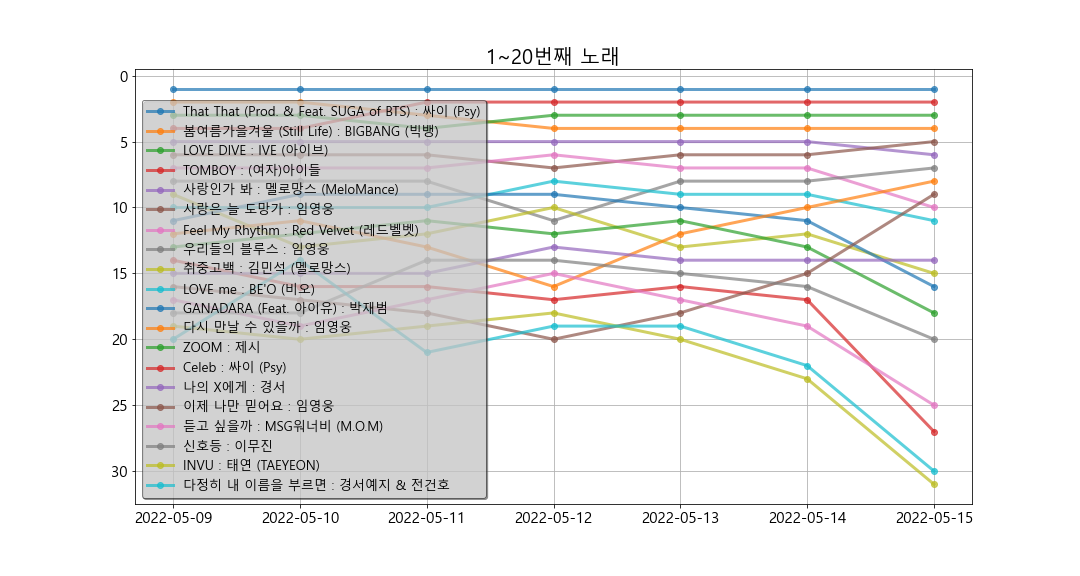 1~20번째 노래
0
5
10
15
20
25
30
That That (Prod. & Feat. SUGA of BTS) : 싸이 (Psy)
봄여름가을겨울 (Still Life) : BIGBANG (빅뱅)
LOVE DIVE : IVE (아이브)
TOMBOY : (여자)아이들
사랑인가 봐 : 멜로망스 (MeloMance)
사랑은 늘 도망가 : 임영웅
Feel My Rhythm : Red Velvet (레드벨벳)
우리들의 블루스 : 임영웅
취중고백 : 김민석 (멜로망스)
LOVE me : BE'O (비오)
GANADARA (Feat. 아이유) : 박재범
다시 만날 수 있을까 : 임영웅
ZOOM : 제시
Celeb : 싸이 (Psy)
나의 X에게 : 경서
이제 나만 믿어요 : 임영웅
듣고 싶을까 : MSG워너비 (M.O.M)
신호등 : 이무진
INVU : 태연 (TAEYEON)
다정히 내 이름을 부르면 : 경서예지 & 전건호
2022-05-09 2022-05-10 2022-05-11 2022-05-12 2022-05-13 2022-05-14 2022-05-15